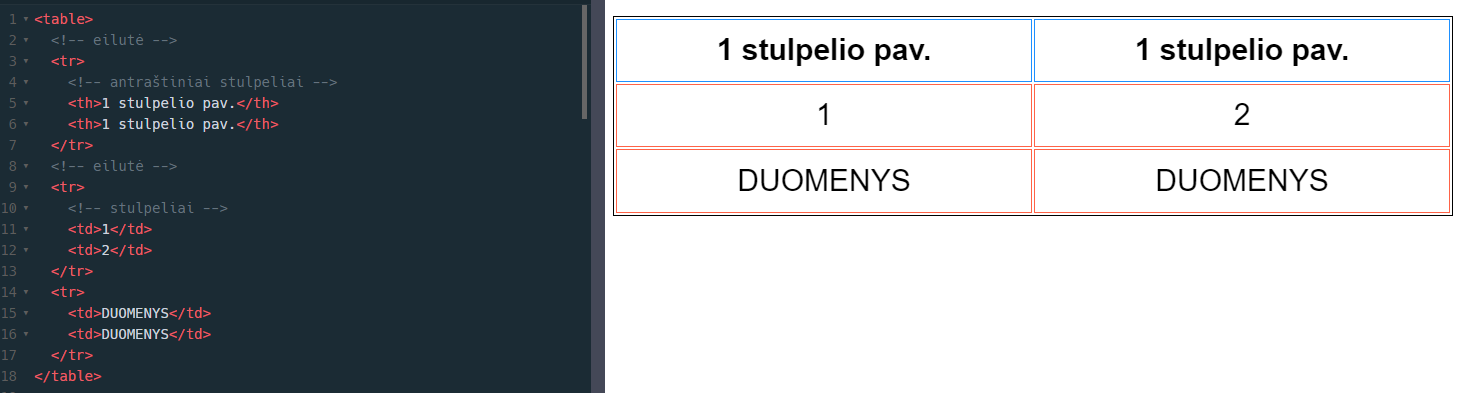 1 <table>
2 <!-- eilutė -->
3 <tr>
4 <!-- antraštiniai stulpeliai -->
5 <th>1 stulpelio pav.</th>
6 <th>1 stulpelio pav.</th>
7 </tr>
8 <!-- eilutė -->
9 <tr>
10 <!-- stulpeliai -->
11 <td>1</td>
12 <td>2</td>
13 </tr>
14 <tr>
15 <td>DUOMENYS</td>
16 <td>DUOMENYS</td>
17 </tr>
18 </table>
1 stulpelio pav. 1 stulpelio pav.
1 2
DUOMENYS DUOMENYS